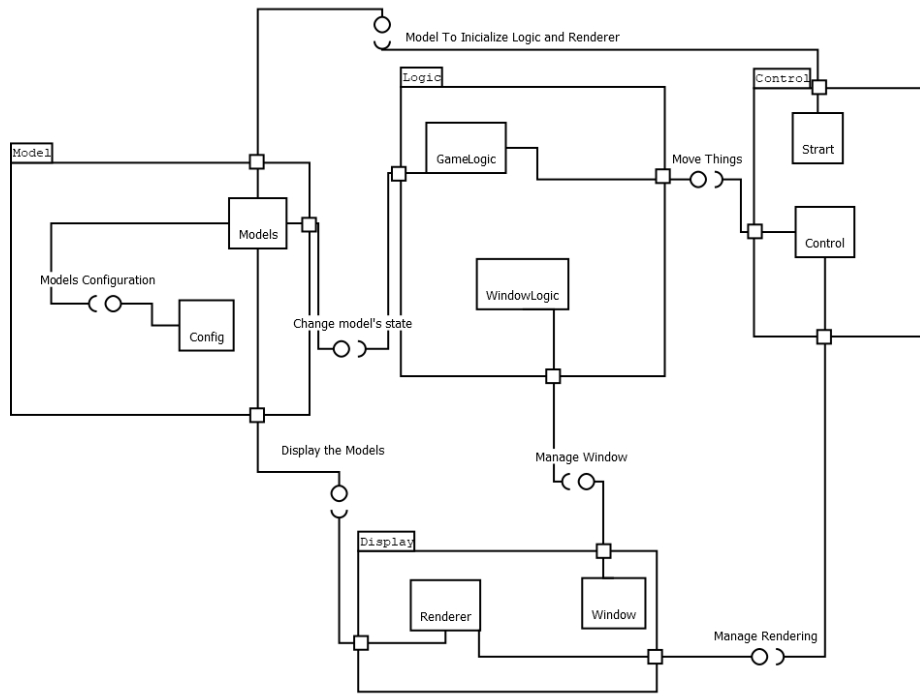 Model To Inicialize Logic and Renderer
Logic
Control
Strart
GameLogic
Move Things
Model
Models
Control
Models Configuration
WindowLogic
Config
Change model's state
Display the Models
Manage Window
Display
Renderer
Window
Manage Rendering